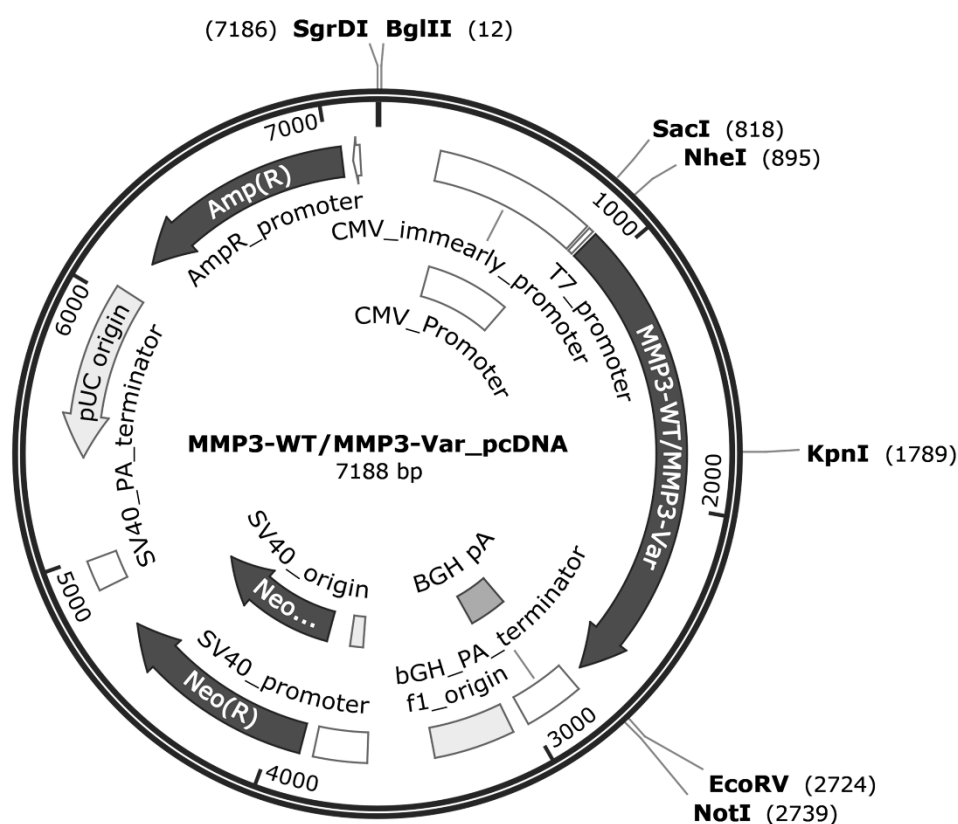 (7186) SgrDI BglII (12)
SacI (818)
NheI (895)
7000
1000
Amp(R)
AmpR_promoter
CMV_immearly_promoter
T7_promoter
CMV_Promoter
6000
pUC origin
SV40_PA_terminator
MMP3-WT/MMP3-Var
MMP3-WT/MMP3-Var_pcDNA
7188 bp
KpnI (1789)
2000
SV40_origin
BGH pA
Neo...
bGH_PA_terminator
f1_origin
5000
SV40_promoter
Neo(R)
3000
4000
EcoRV (2724)
NotI (2739)